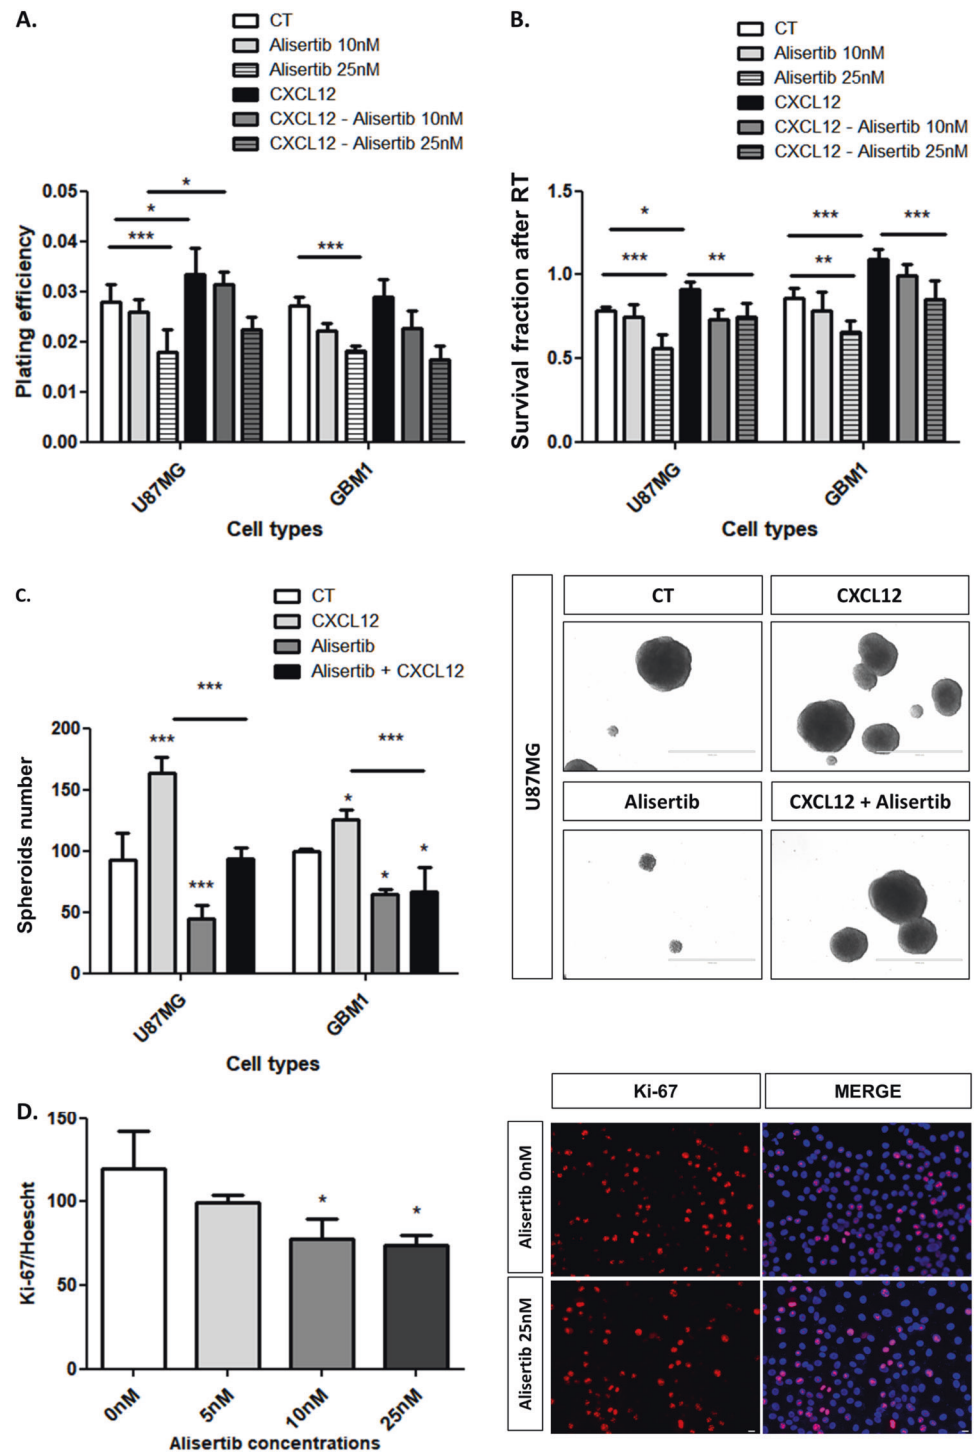 A.
CT
Alisertib 10nM
Alisertib 25nM
CXCL12
CXCL12 - Alisertib 10nM
CXCL12 - Alisertib 25nM
Plating efficiency
0.05
0.04
0.03
0.02
0.01
0.00
*
*
***
***
U87MG
GBM1
Cell types
B.
CT
Alisertib 10nM
Alisertib 25nM
CXCL12
CXCL12 - Alisertib 10nM
CXCL12 - Alisertib 25nM
Survival fraction after RT
1.5
1.0
0.5
0.0
*
***
**
***
**
***
U87MG
GBM1
Cell types
C.
CT
CXCL12
Alisertib
Alisertib + CXCL12
Spheroids number
200
150
100
50
0
***
***
***
***
*
*
*
U87MG
GBM1
Cell types
U87MG
CT
CXCL12
Alisertib
CXCL12 + Alisertib
D.
Ki-67/Hoescht
150
100
50
0
*
*
0nM
5nM
10nM
25nM
Alisertib concentrations
Ki-67
MERGE
Alisertib 0nM
Alisertib 25nM